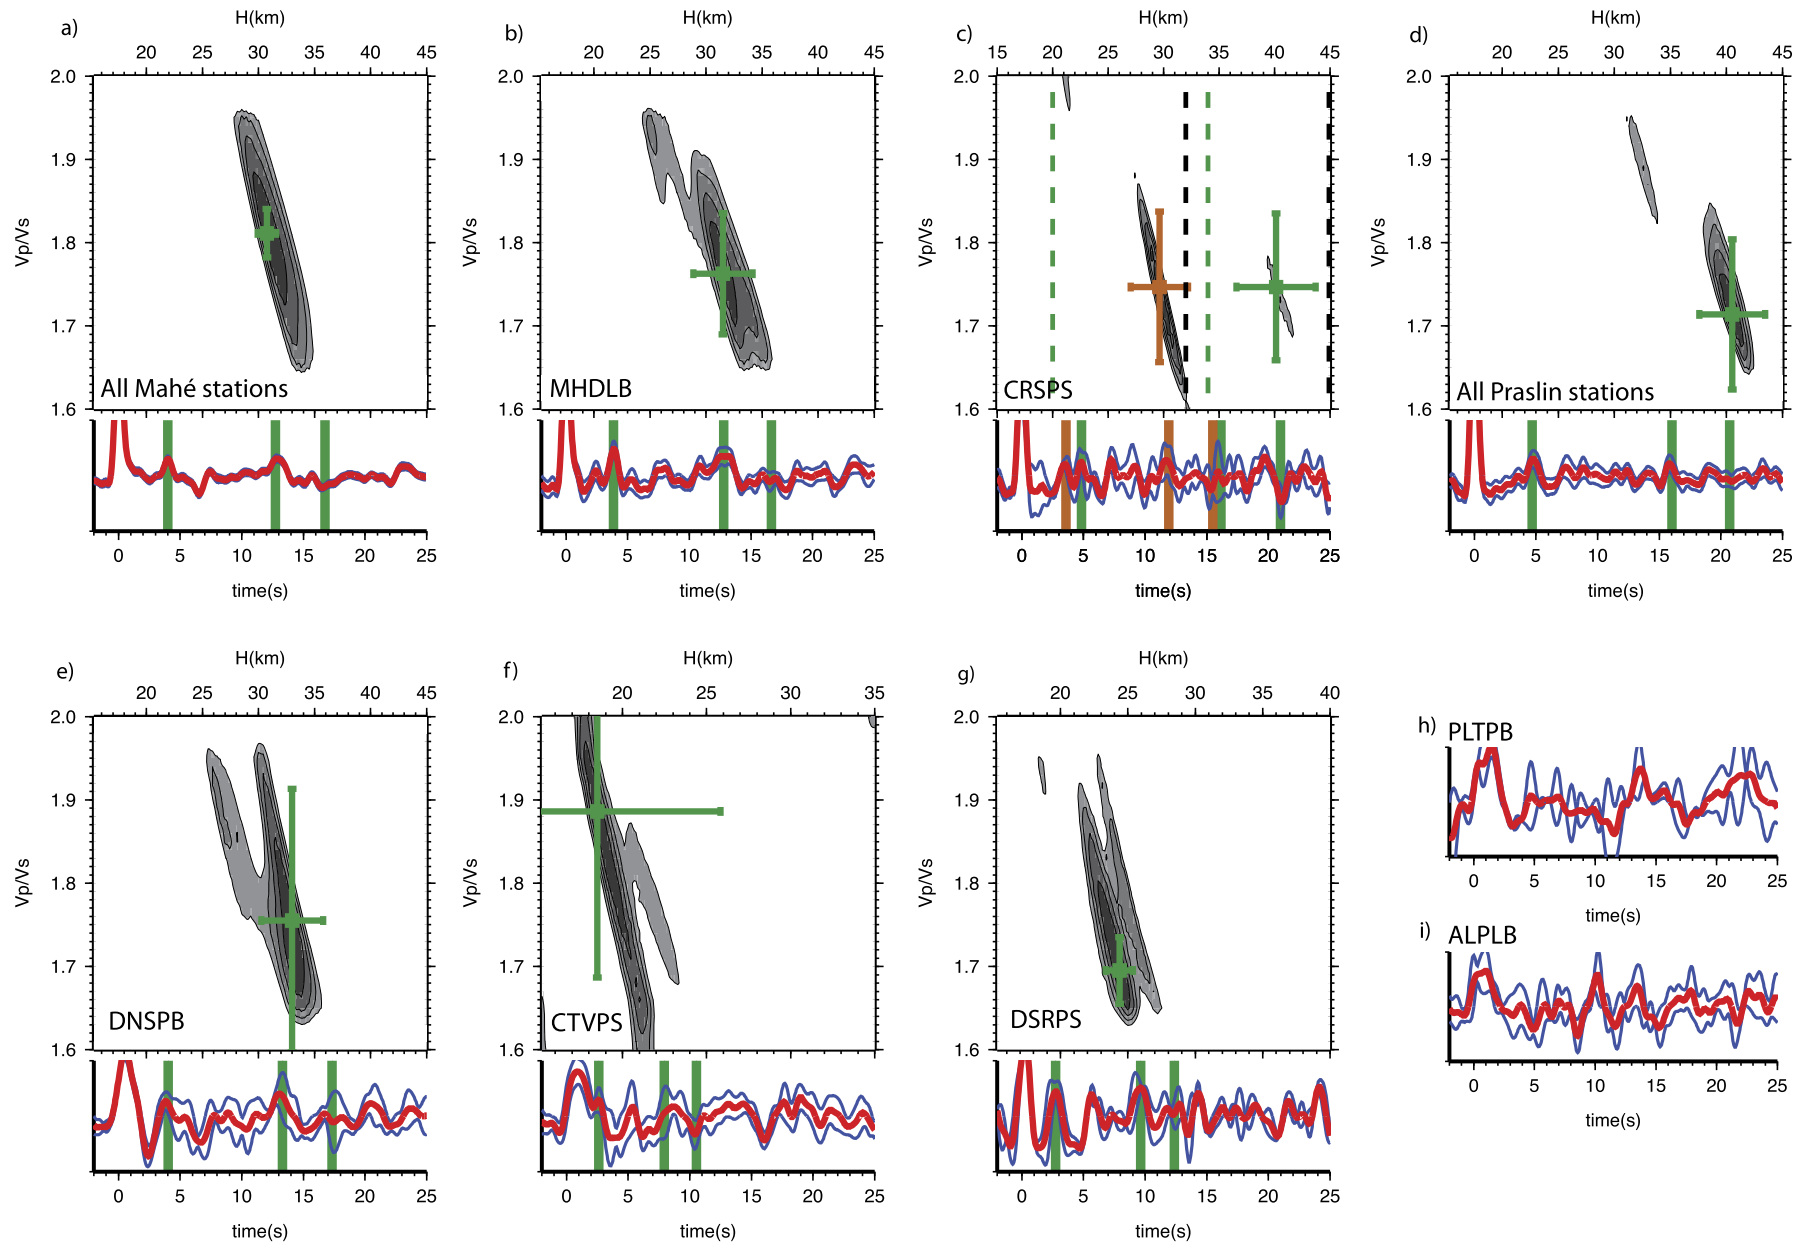 a)
H(km)
20 25 30 35 40 45
2.0
1.9
1.8
1.7
1.6
Vp/Vs
All Mahé stations
0 5 10 15 20 25
time(s)
b)
H(km)
20 25 30 35 40 45
2.0
1.9
1.8
1.7
1.6
Vp/Vs
MHDLB
0 5 10 15 20 25
time(s)
c)
H(km)
15 20 25 30 35 40 45
2.0
1.9
1.8
1.7
1.6
Vp/Vs
CRSPS
0 5 10 15 20 25
time(s)
d)
H(km)
20 25 30 35 40 45
2.0
1.9
1.8
1.7
1.6
Vp/Vs
All Praslin stations
0 5 10 15 20 25
time(s)
e)
H(km)
20 25 30 35 40 45
2.0
1.9
1.8
1.7
1.6
Vp/Vs
DNSPB
0 5 10 15 20 25
time(s)
f)
H(km)
20 25 30 35
2.0
1.9
1.8
1.7
1.6
Vp/Vs
CTVPS
0 5 10 15 20 25
time(s)
g)
H(km)
20 25 30 35 40
2.0
1.9
1.8
1.7
1.6
Vp/Vs
DSRPS
0 5 10 15 20 25
time(s)
h)
PLTPB
0 5 10 15 20 25
time(s)
i)
ALPLB
0 5 10 15 20 25
time(s)